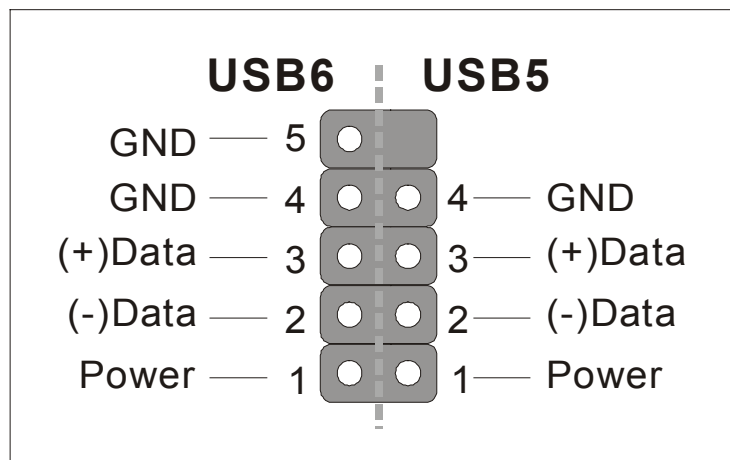 USB6 USB5
GND 5
GND 4 4 GND
(+)Data 3 3 (+)Data
(-)Data 2 2 (-)Data
Power 1 1 Power